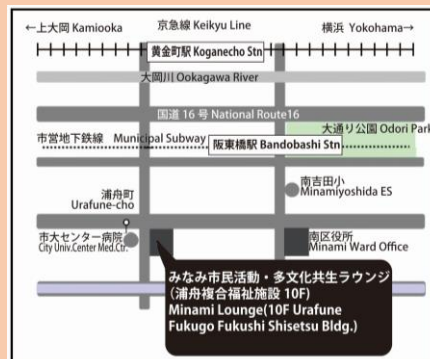 ←上大岡 Kamiooka
京急線 Keikyu Line
横浜 Yokohama→
黄金町駅 Koganecho Stn
大岡川 Ookagawa River
国道 16 号 National Route16
大通り公園 Odori Park
市営地下鉄線 Municipal Subway
阪東橋駅 Bandobashi Stn
南吉田小
Minamiyoshida ES
浦舟町
Urafune-cho
市大センター病院
City Univ.Center Med.Ctr.
南区役所
Minami Ward Office
みなみ市民活動・多文化共生ラウンジ
(浦舟複合福祉施設 10F)
Minami Lounge(10F Urafune
Fukugo Fukushi Shisetsu Bldg.)